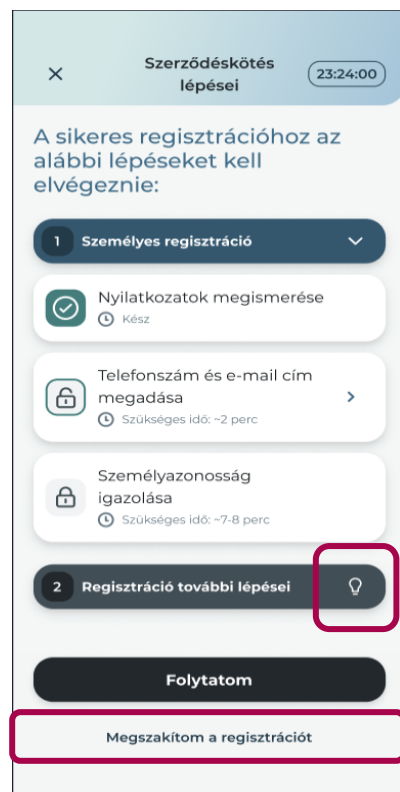 Szerződéskötés
lépései
23:24:00
A sikeres regisztrációhoz az
alábbi lépéseket kell
elvégeznie:
1 Személyes regisztráció
Nyilatkozatok megismerése
Kész
Telefonszám és e-mail cím
megadása
Szükséges idő: ~2 perc
Személyazonosság
igazolása
Szükséges idő: ~7-8 perc
2 Regisztráció további lépései
Folytatom
Megszakítom a regisztrációt